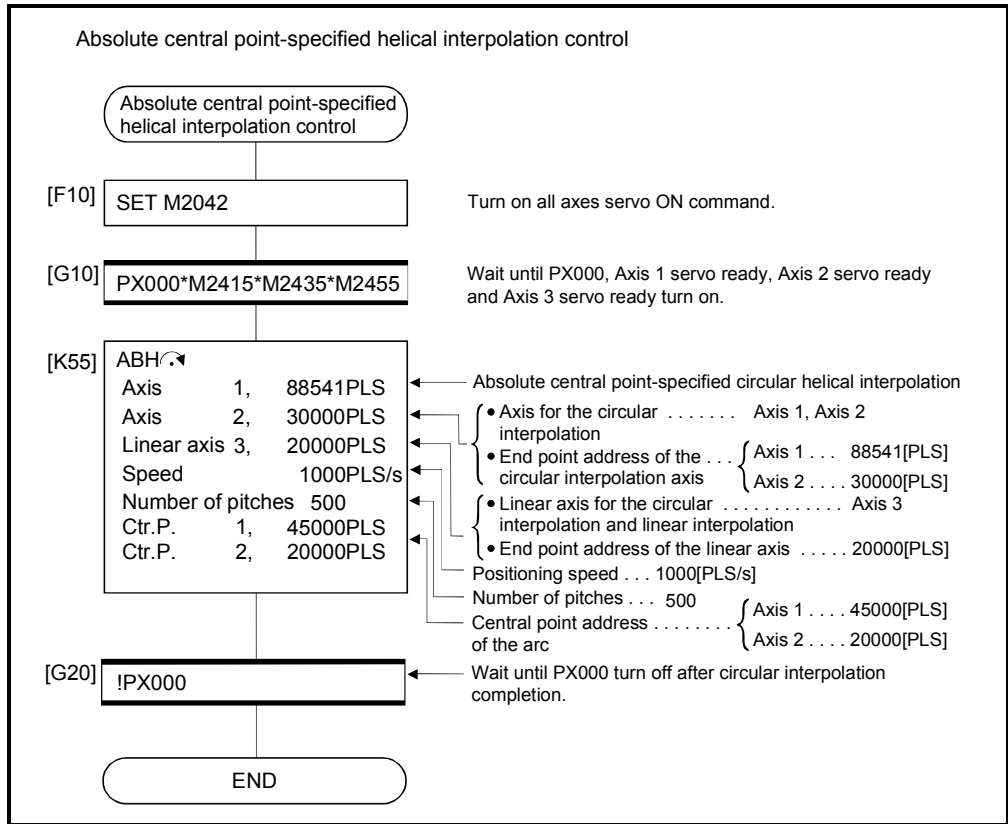 Absolute central point-specified helical interpolation control
Absolute central point-specified
helical interpolation control
[F10]
SET M2042
Turn on all axes servo ON command.
[G10]
PX000*M2415*M2435*M2455
Wait until PX000, Axis 1 servo ready, Axis 2 servo ready
and Axis 3 servo ready turn on.
[K55]
ABH
Axis 1, 88541PLS
Axis 2, 30000PLS
Linear axis 3, 20000PLS
Speed 1000PLS/s
Number of pitches 500
Ctr.P. 1, 45000PLS
Ctr.P. 2, 20000PLS
Absolute central point-specified circular helical interpolation
• Axis for the circular . . . . . . . Axis 1, Axis 2
interpolation
• End point address of the . . .
circular interpolation axis
Axis 1 . . . 88541[PLS]
Axis 2 . . . . 30000[PLS]
• Linear axis for the circular . . . . . . . . . . . . Axis 3
interpolation and linear interpolation
• End point address of the linear axis . . . . . 20000[PLS]
Positioning speed . . . 1000[PLS/s]
Number of pitches . . . 500
Central point address . . . . . . . .
of the arc
Axis 1 . . . . 45000[PLS]
Axis 2 . . . . 20000[PLS]
[G20]
!PX000
Wait until PX000 turn off after circular interpolation
completion.
END